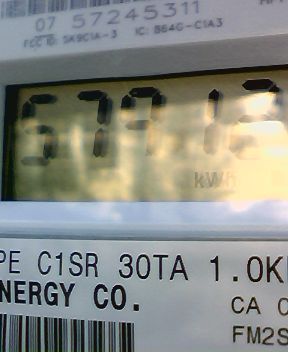 07 57245311
FCC ID: SK9C1A-3 IC: 864G-C1A3
57912
kWh
PE C1SR 30TA 1.0K
NERGY CO.
CA C
FM2S